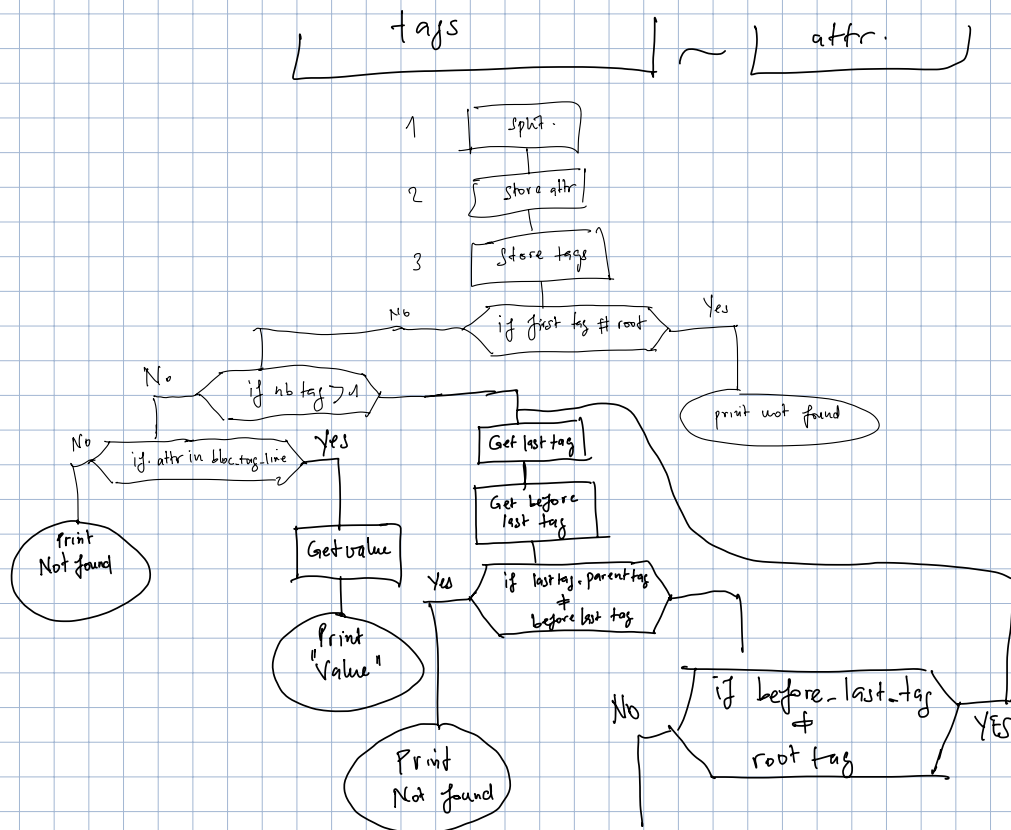 tags
~
attr.
1
split.
2
store attr
3
Store tags
No
if first tag ≠ root
Yes
No
if nb tag > 1
print not found
No
if attr in bloc_tag_line
Yes
Get last tag
Get before
last tag
Print
Not found
Get value
Yes
if last tag.parent tag
≠
before last tag
Print
"Value"
No
if before_last_tag
≠
root tag
YES
Print
Not found